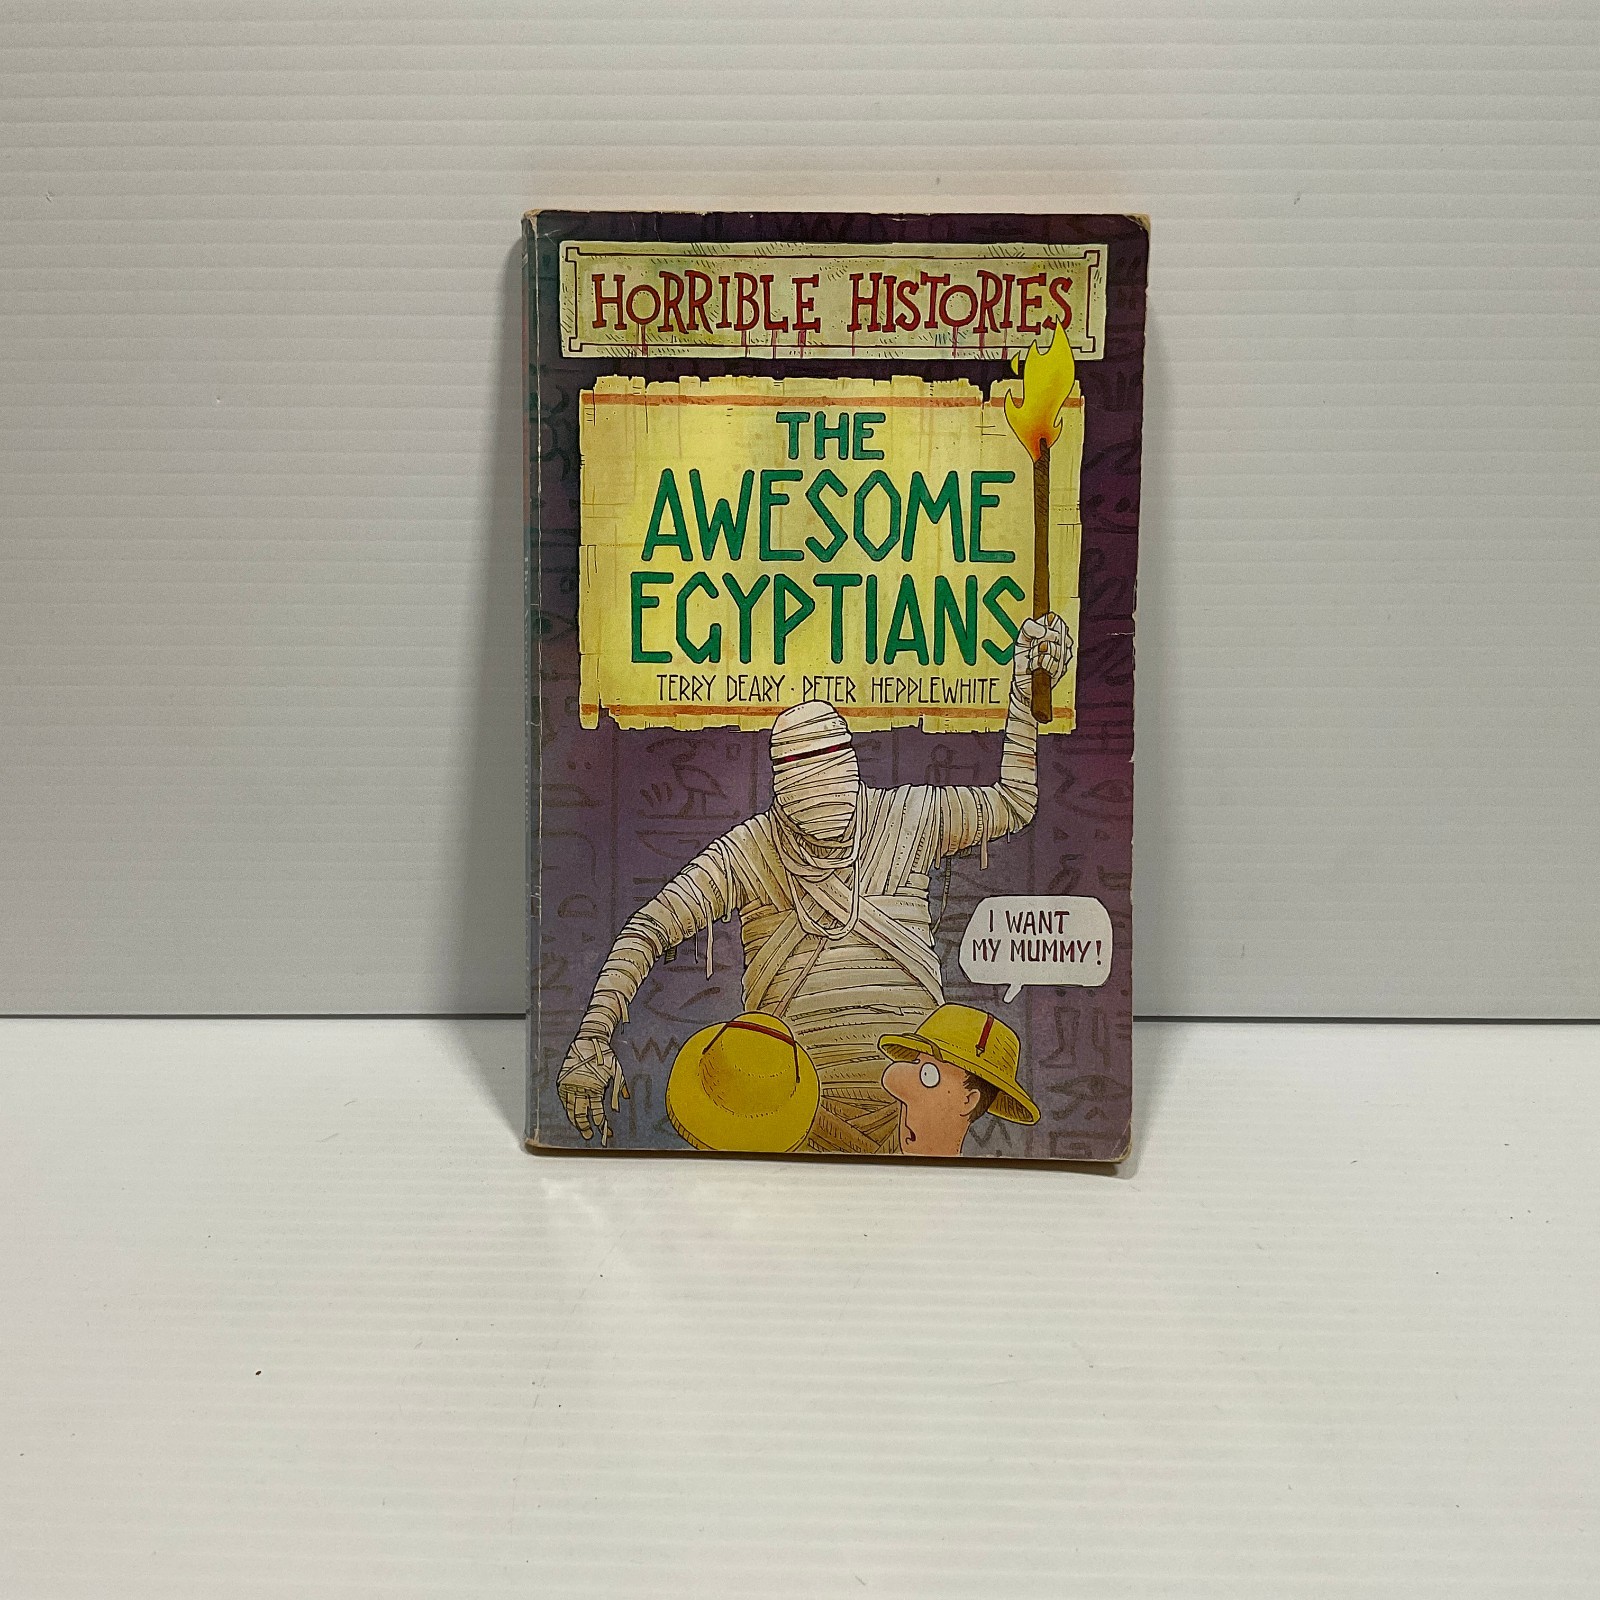 HORRIBLE HISTORIES
THE
AWESOME
EGYPTIANS
TERRY DEARY · PETER HEPPLEWHITE
I WANT
MY MUMMY!